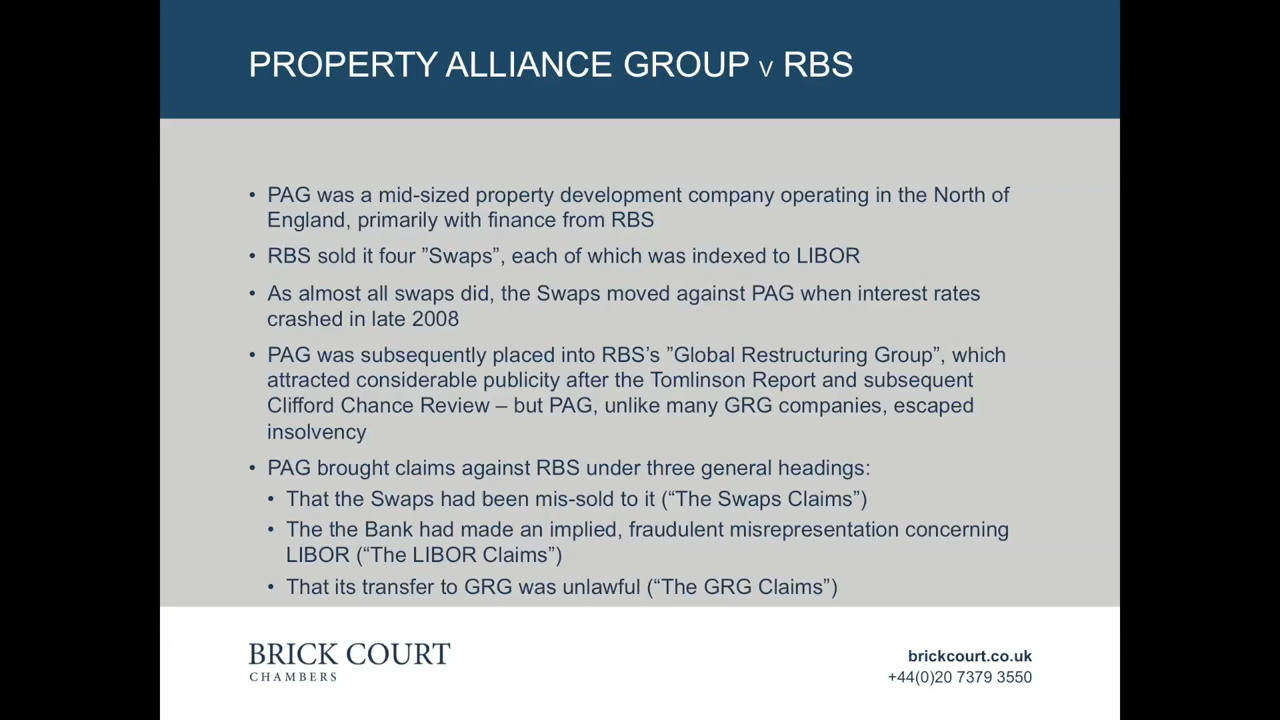 PROPERTY ALLIANCE GROUP v RBS
• PAG was a mid-sized property development company operating in the North of
England, primarily with finance from RBS
• RBS sold it four ”Swaps”, each of which was indexed to LIBOR
• As almost all swaps did, the Swaps moved against PAG when interest rates
crashed in late 2008
• PAG was subsequently placed into RBS’s ”Global Restructuring Group”, which
attracted considerable publicity after the Tomlinson Report and subsequent
Clifford Chance Review – but PAG, unlike many GRG companies, escaped
insolvency
• PAG brought claims against RBS under three general headings:
• That the Swaps had been mis-sold to it (“The Swaps Claims”)
• The the Bank had made an implied, fraudulent misrepresentation concerning
LIBOR (“The LIBOR Claims”)
• That its transfer to GRG was unlawful (“The GRG Claims”)
BRICK COURT
CHAMBERS
brickcourt.co.uk
+44(0)20 7379 3550